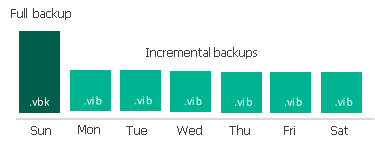 Full backup
Incremental backups
.vbk .vib .vib .vib .vib .vib .vib
Sun Mon Tue Wed Thu Fri Sat